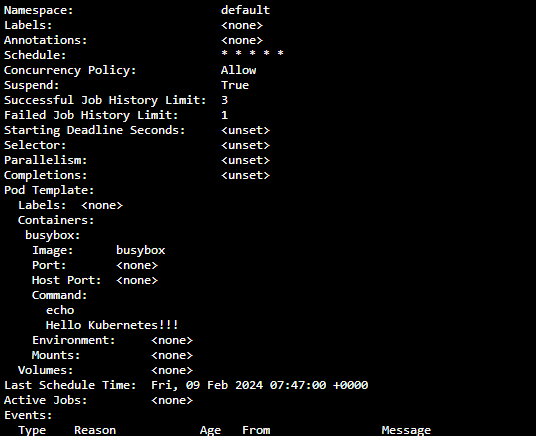 Namespace: default
Labels: <none>
Annotations: <none>
Schedule: * * * * *
Concurrency Policy: Allow
Suspend: True
Successful Job History Limit: 3
Failed Job History Limit: 1
Starting Deadline Seconds: <unset>
Selector: <unset>
Parallelism: <unset>
Completions: <unset>
Pod Template:
Labels: <none>
Containers:
busybox:
Image: busybox
Port: <none>
Host Port: <none>
Command:
echo
Hello Kubernetes!!!
Environment: <none>
Mounts: <none>
Volumes: <none>
Last Schedule Time: Fri, 09 Feb 2024 07:47:00 +0000
Active Jobs: <none>
Events:
Type Reason Age From Message